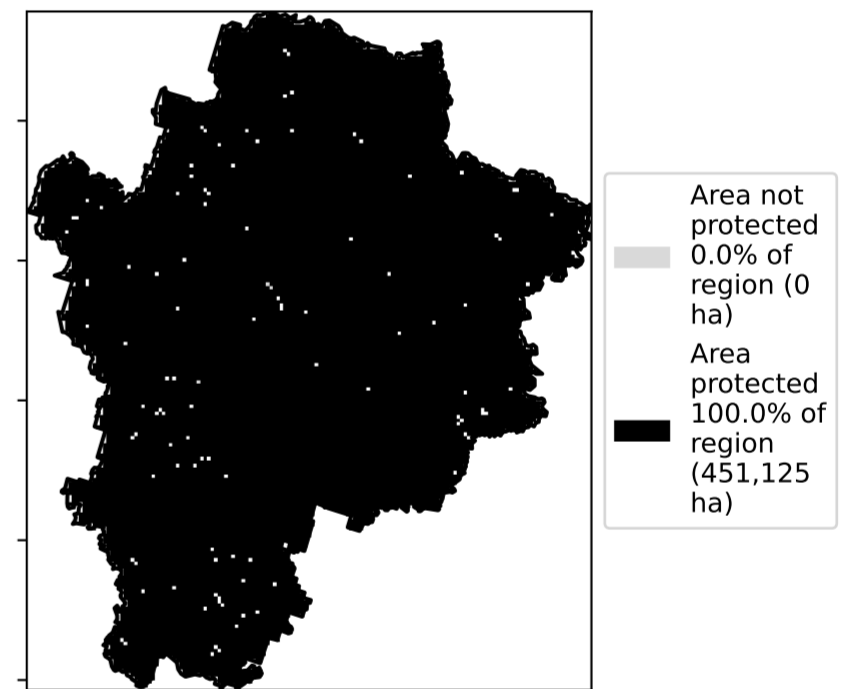 Area not
protected
0.0% of
region (0
ha)
Area
protected
100.0% of
region
(451,125
ha)